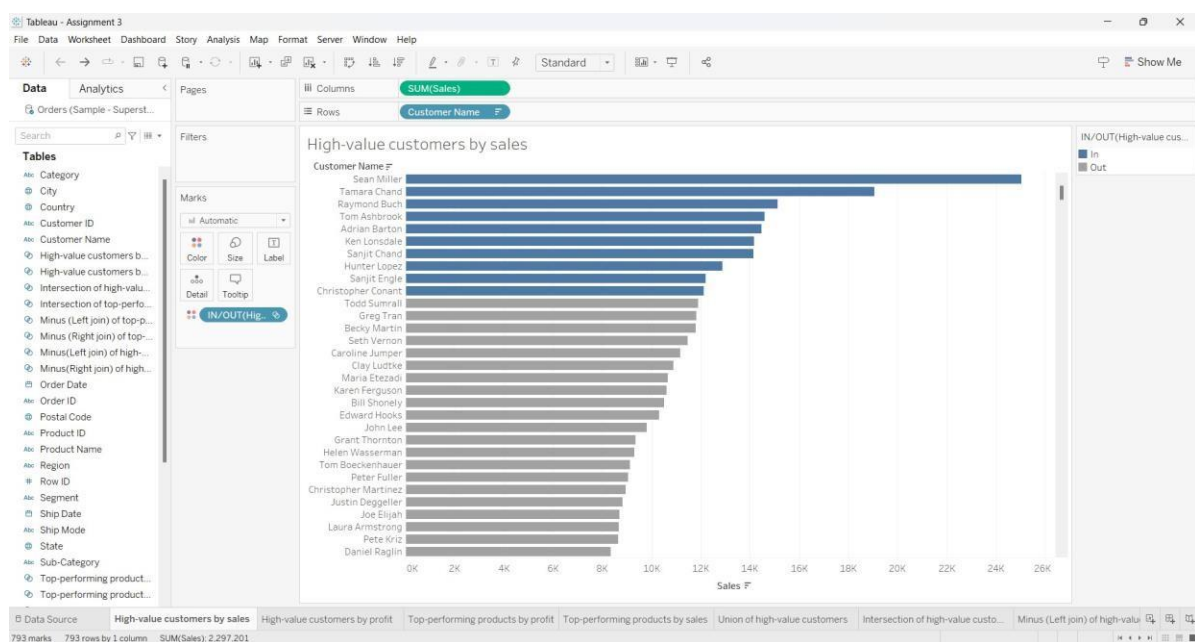 Tableau - Assignment 3
File Data Worksheet Dashboard Story Analysis Map Format Server Window Help
Standard
Show Me
Data Analytics
Pages
Columns SUM(Sales)
Orders (Sample - Superst...
Rows Customer Name
Search
Filters
Tables
Abc Category
City
Country
Abc Customer ID
Abc Customer Name
High-value customers b...
High-value customers b...
Intersection of high-valu...
Intersection of top-perfo...
Minus (Left join) of top-p...
Minus (Right join) of top-...
Minus(Left join) of high-...
Minus(Right join) of high...
Order Date
Abc Order ID
Postal Code
Abc Product ID
Abc Product Name
Abc Region
# Row ID
Abc Segment
Ship Date
Abc Ship Mode
State
Abc Sub-Category
Top-performing product...
Top-performing product...
Marks
Automatic
Color Size Label
Detail Tooltip
IN/OUT(Hig..
High-value customers by sales
Customer Name
Sean Miller
Tamara Chand
Raymond Buch
Tom Ashbrook
Adrian Barton
Ken Lonsdale
Sanjit Chand
Hunter Lopez
Sanjit Engle
Christopher Conant
Todd Sumrall
Greg Tran
Becky Martin
Seth Vernon
Caroline Jumper
Clay Ludtke
Maria Etezadi
Karen Ferguson
Bill Shonely
Edward Hooks
John Lee
Grant Thornton
Helen Wasserman
Tom Boeckenhauer
Peter Fuller
Christopher Martinez
Justin Deggeller
Joe Elijah
Laura Armstrong
Pete Kriz
Daniel Raglin
0K 2K 4K 6K 8K 10K 12K 14K 16K 18K 20K 22K 24K 26K
Sales
IN/OUT(High-value cus...
In
Out
Data Source High-value customers by sales High-value customers by profit Top-performing products by profit Top-performing products by sales Union of high-value customers Intersection of high-value custo... Minus (Left join) of high-valu
793 marks 793 rows by 1 column SUM(Sales): 2,297,201